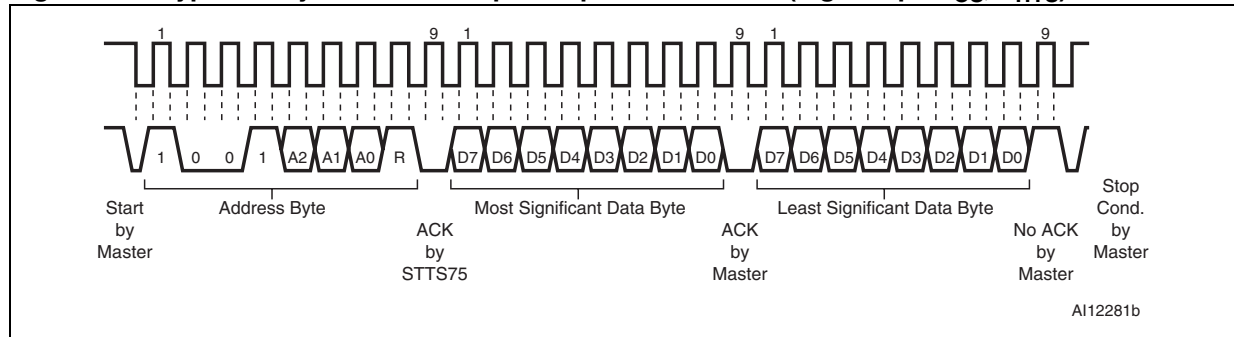 1 9 1 9 1 9
1 0 0 1 A2 A1 A0 R D7 D6 D5 D4 D3 D2 D1 D0 D7 D6 D5 D4 D3 D2 D1 D0
Start
by
Master
Address Byte
ACK
by
STTS75
Most Significant Data Byte
ACK
by
Master
Least Significant Data Byte
No ACK
by
Master
Stop
Cond.
by
Master
AI12281b